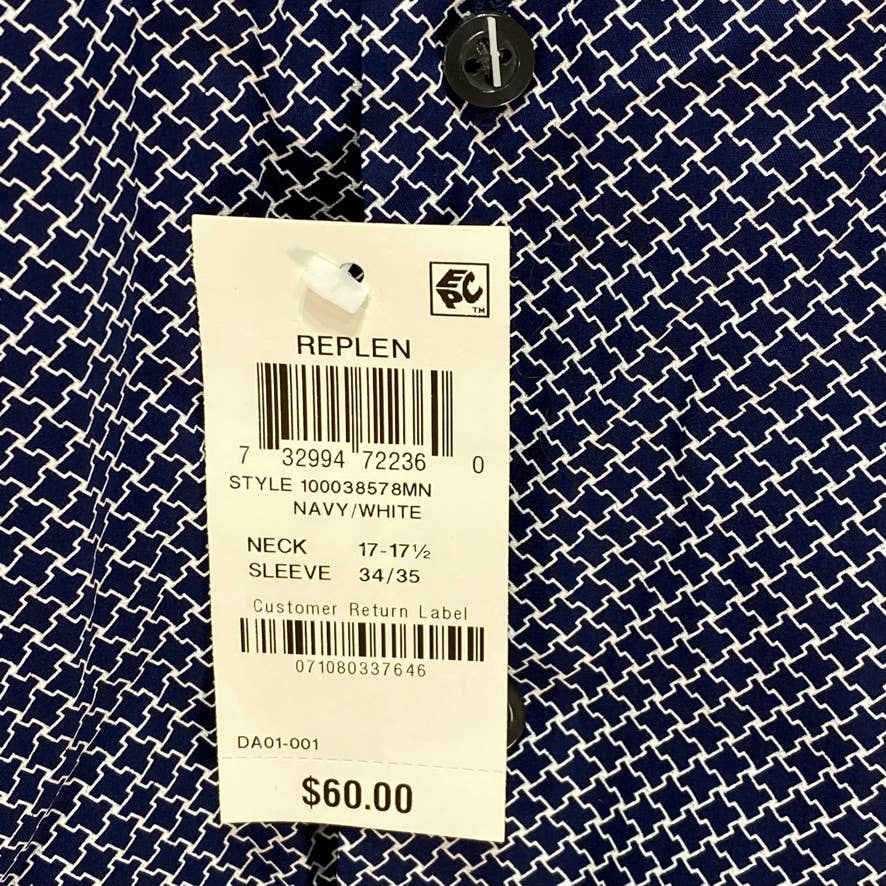 EPC
TM
REPLEN
7 32994 72236 0
STYLE 100038578MN
NAVY/WHITE
NECK 17-17½
SLEEVE 34/35
Customer Return Label
071080337646
DA01-001
$60.00